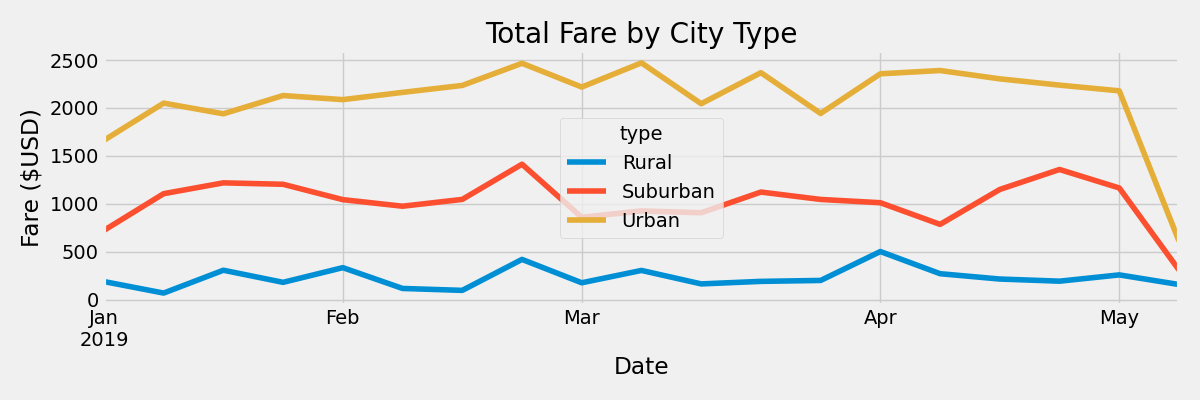 Total Fare by City Type
Fare ($USD)
2500
2000
1500
1000
500
0
type
Rural
Suburban
Urban
Jan
2019
Feb
Mar
Apr
May
Date